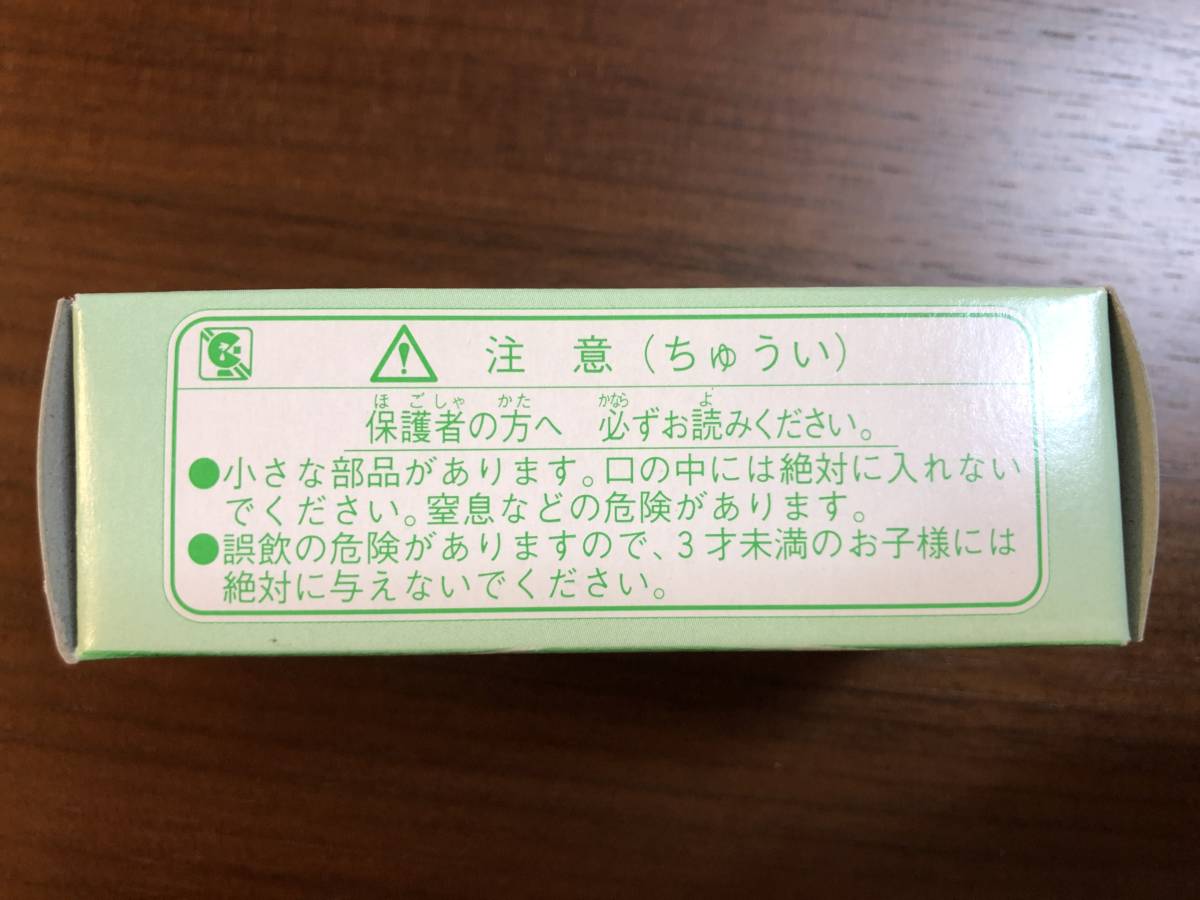 注 意（ちゅうい）
ほごしゃ かた かなら よ
保護者の方へ 必ずお読みください。
●小さな部品があります。口の中には絶対に入れない
でください。窒息などの危険があります。
●誤飲の危険がありますので、3才未満のお子様には
絶対に与えないでください。